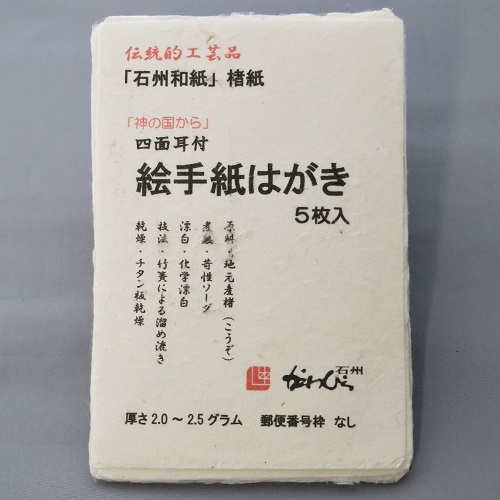 伝統的工芸品
「石州和紙」楮紙
「神の国から」
四面耳付
絵手紙はがき
5枚入
原料・地元産楮(こうぞ)
煮熟・苛性ソーダ
漂白・化学漂白
技法・竹簀による溜め漉き
乾燥・チタン板乾燥
石州
かわひら
厚さ2.0～2.5グラム 郵便番号枠 なし